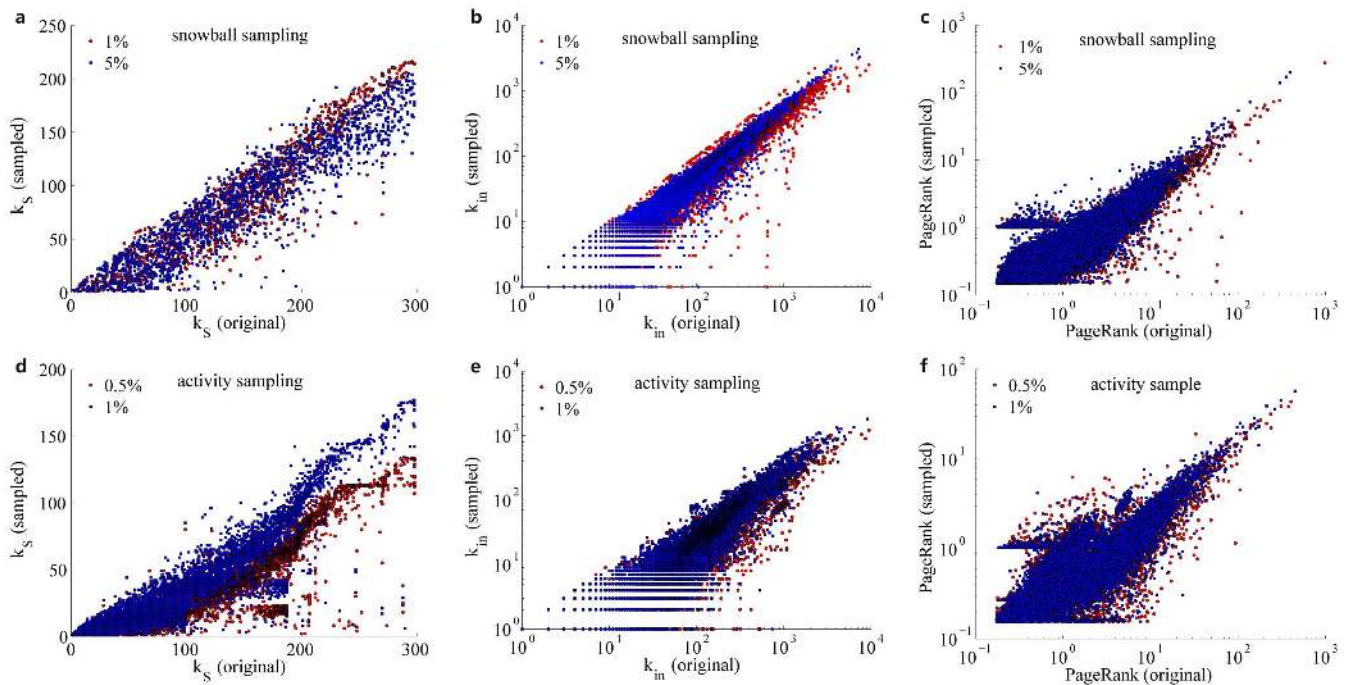 a
snowball sampling
1%
5%
250
200
150
100
50
0
k_S (sampled)
0
100
200
300
k_S (original)
b
snowball sampling
1%
5%
10^4
10^3
10^2
10^1
10^0
k_in (sampled)
10^0
10^1
10^2
10^3
10^4
k_in (original)
c
snowball sampling
1%
5%
10^3
10^2
10^1
10^0
10^-1
PageRank (sampled)
10^-1
10^0
10^1
10^2
10^3
PageRank (original)
d
activity sampling
0.5%
1%
200
150
100
50
0
k_S (sampled)
0
100
200
300
k_S (original)
e
activity sampling
0.5%
1%
10^4
10^3
10^2
10^1
10^0
k_in (sampled)
10^0
10^1
10^2
10^3
10^4
k_in (original)
f
activity sample
0.5%
1%
10^2
10^1
10^0
10^-1
PageRank (sampled)
10^-1
10^0
10^1
10^2
10^3
PageRank (original)